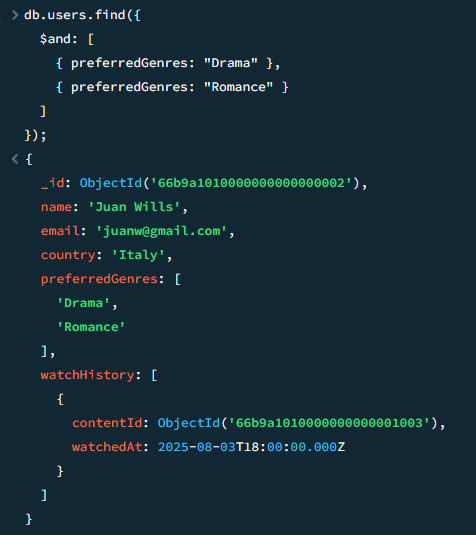 > db.users.find({
$and: [
{ preferredGenres: "Drama" },
{ preferredGenres: "Romance" }
]
});
< {
_id: ObjectId('66b9a1010000000000000002'),
name: 'Juan Wills',
email: 'juanw@gmail.com',
country: 'Italy',
preferredGenres: [
'Drama',
'Romance'
],
watchHistory: [
{
contentId: ObjectId('66b9a1010000000000001003'),
watchedAt: 2025-08-03T18:00:00.000Z
}
]
}